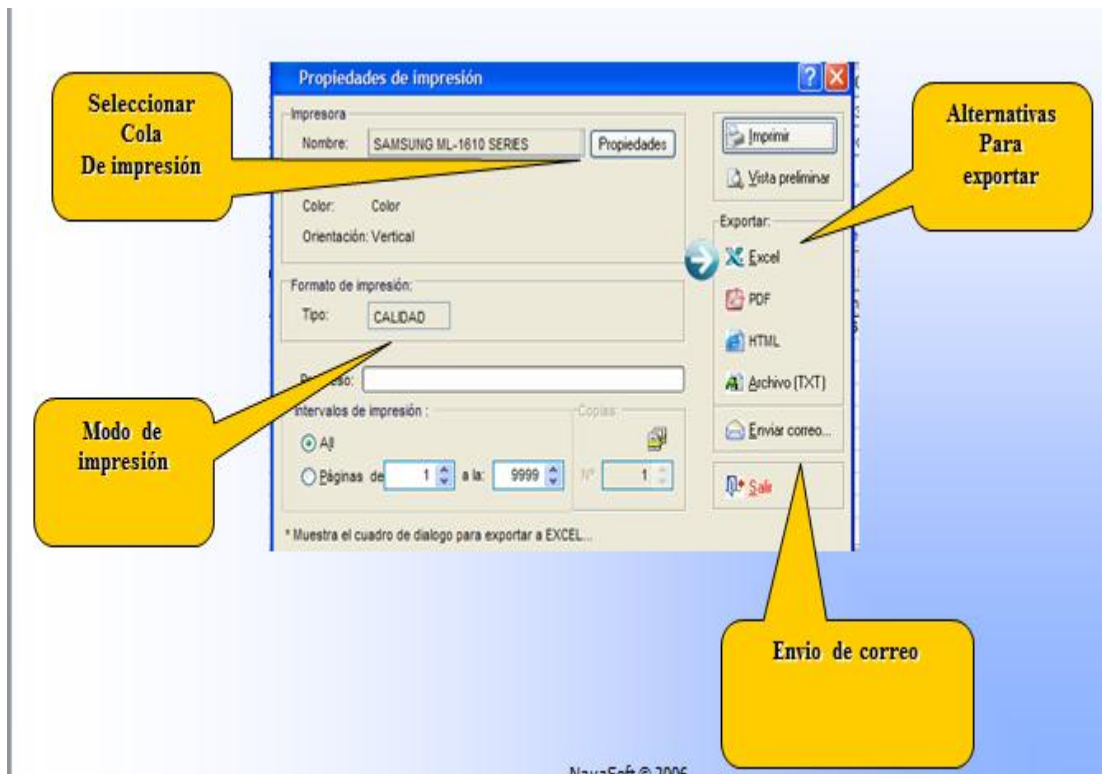 Propiedades de impresión
Seleccionar
Cola
De impresión
Impresora
Nombre: SAMSUNG ML-1610 SERIES Propiedades
Color: Color
Orientación: Vertical
Formato de impresión:
Tipo: CALIDAD
Intervalos de impresión :
All
Páginas de 1 a la: 9999
Copias:
Nº 1
* Muestra el cuadro de dialogo para exportar a EXCEL...
Imprimir
Vista preliminar
Exportar:
Excel
PDF
HTML
Archivo (TXT)
Enviar correo...
Salir
Alternativas
Para
exportar
Modo de
impresión
Envio de correo